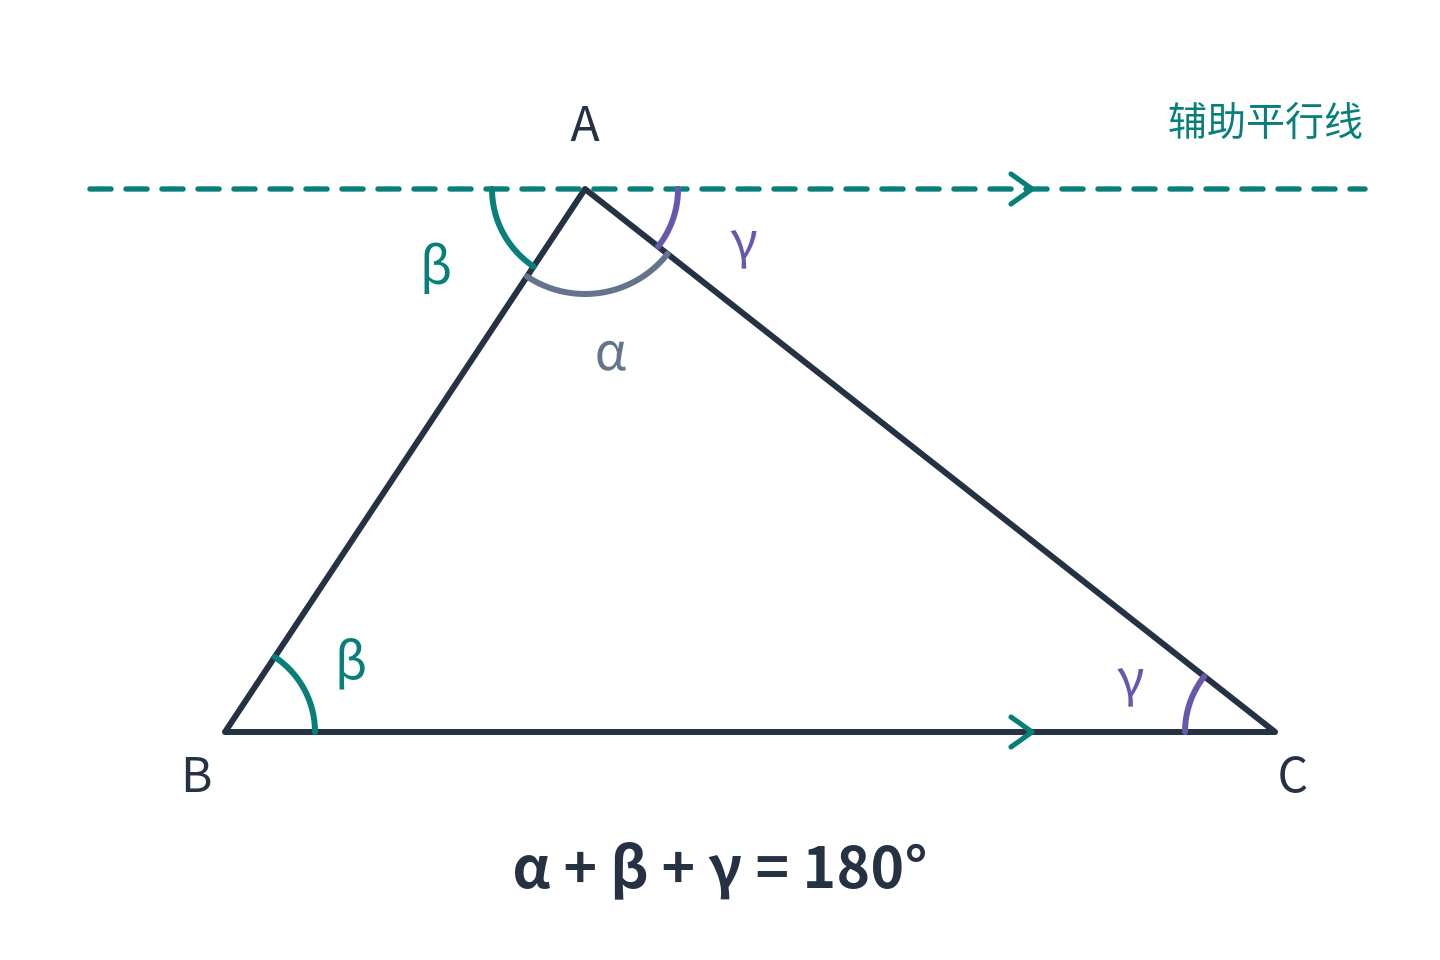 A
辅助平行线
β
γ
α
β
γ
B
C
α + β + γ = 180°